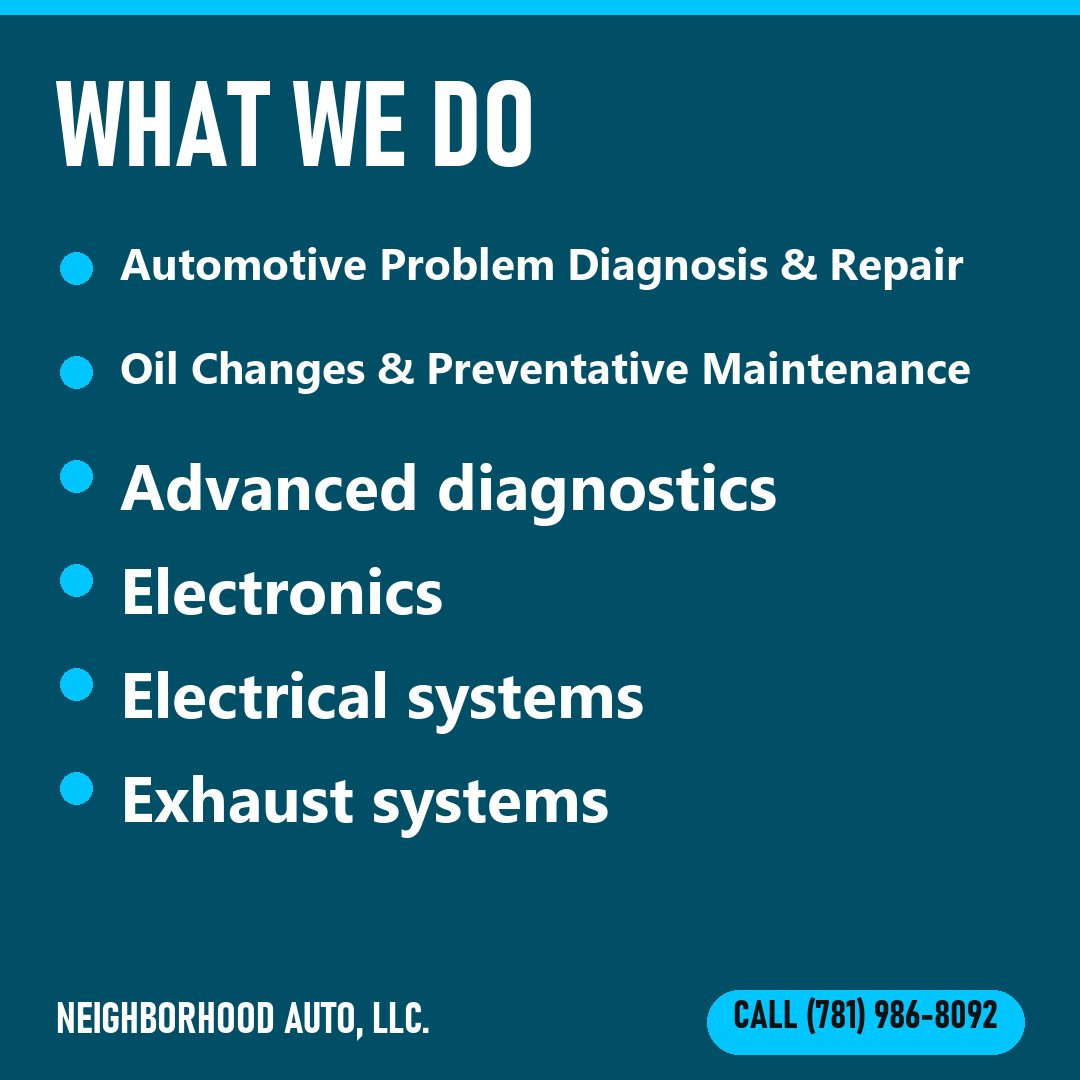 WHAT WE DO
Automotive Problem Diagnosis & Repair
Oil Changes & Preventative Maintenance
Advanced diagnostics
Electronics
Electrical systems
Exhaust systems
NEIGHBORHOOD AUTO, LLC.
CALL (781) 986-8092